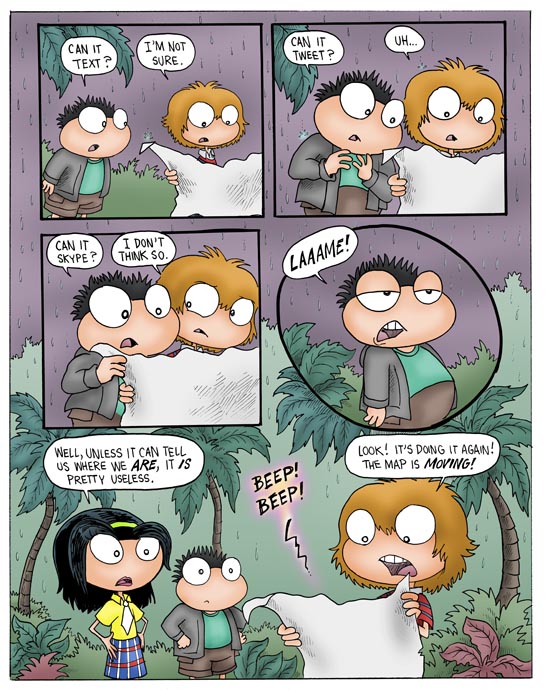 CAN IT
TEXT?
I'M NOT
SURE.
CAN IT
TWEET?
UH...
CAN IT
SKYPE?
I DON'T
THINK SO.
LAAAME!
WELL, UNLESS IT CAN TELL
US WHERE WE ARE, IT IS
PRETTY USELESS.
BEEP!
BEEP!
LOOK! IT'S DOING IT AGAIN!
THE MAP IS MOVING!